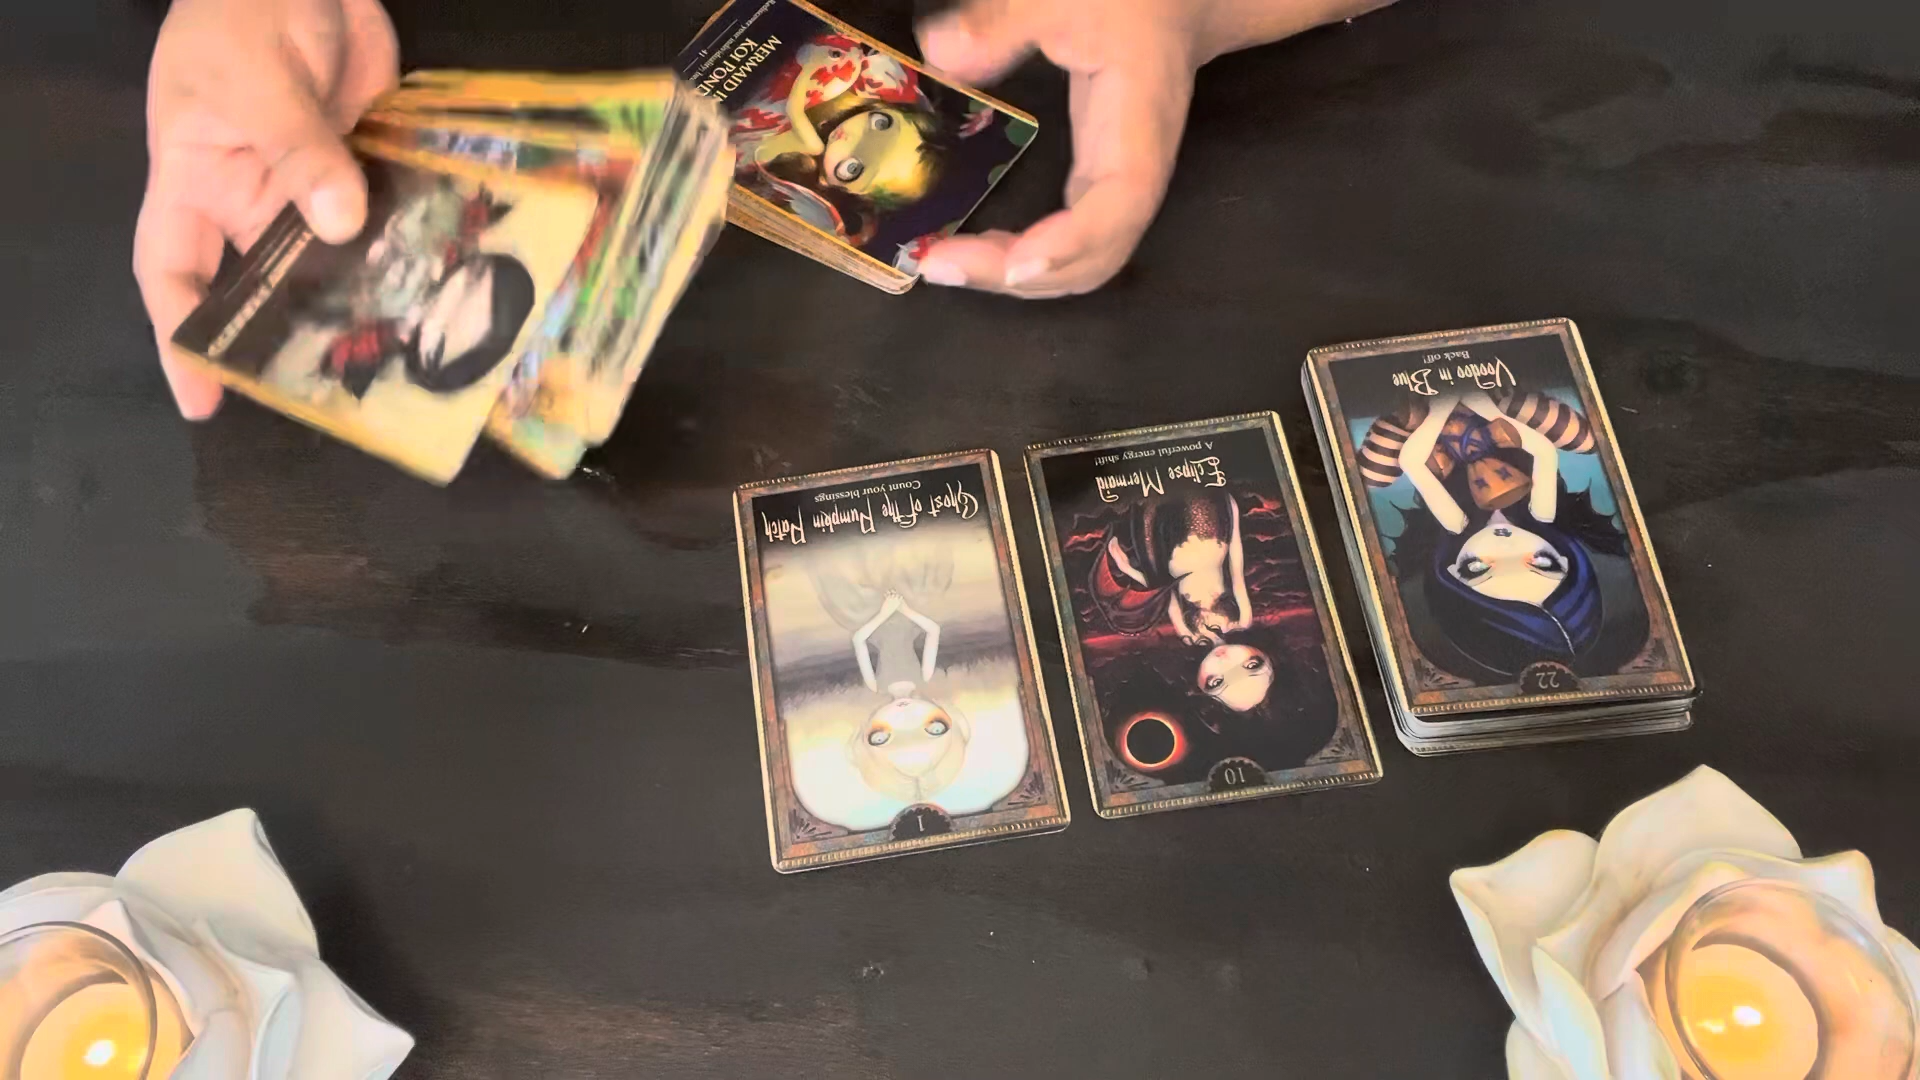 MERMAID IN
KOI POND
41
Ghost of the Pumpkin Patch
Count your blessings
1
Eclipse Mermaid
A powerful energy shift!
10
Voodoo in Blue
Back off!
22